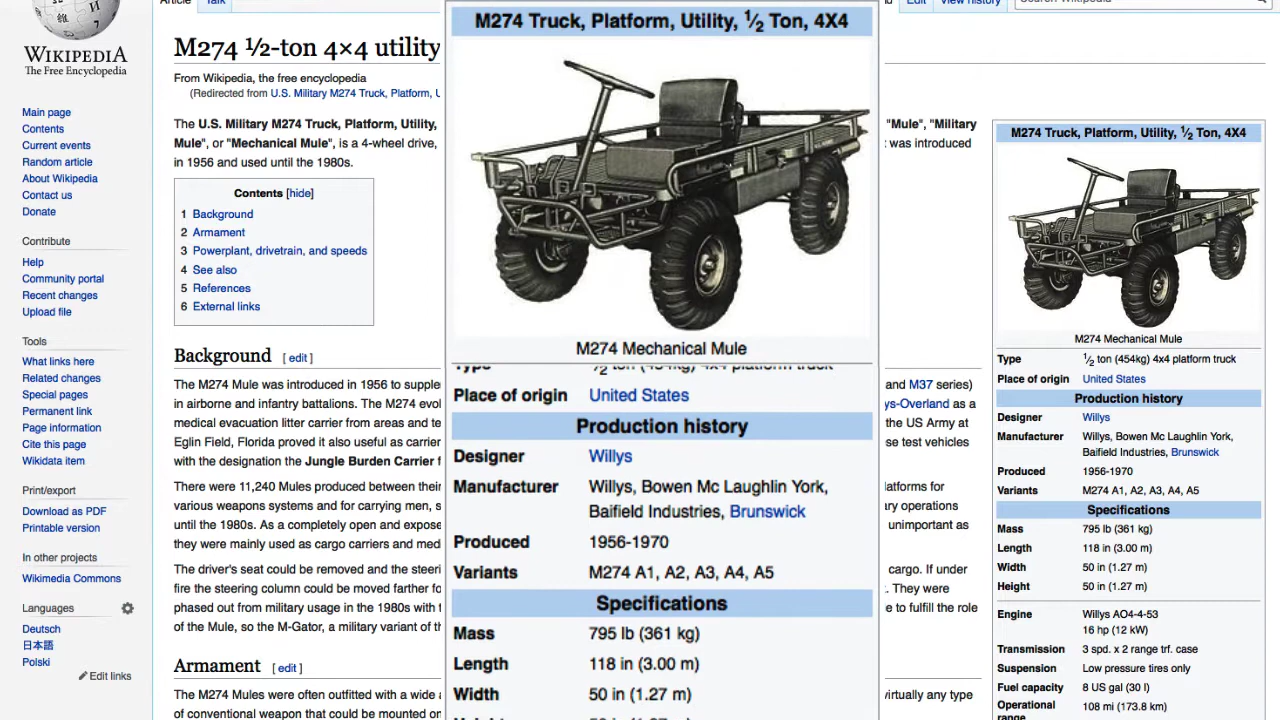 Article Talk
Edit View history
Search Wikipedia
WIKIPEDIA
The Free Encyclopedia
Main page
Contents
Current events
Random article
About Wikipedia
Contact us
Donate
Contribute
Help
Community portal
Recent changes
Upload file
Tools
What links here
Related changes
Special pages
Permanent link
Page information
Cite this page
Wikidata item
Print/export
Download as PDF
Printable version
In other projects
Wikimedia Commons
Languages
Deutsch
日本語
Polski
Edit links
M274 ½-ton 4×4 utility
From Wikipedia, the free encyclopedia
(Redirected from U.S. Military M274 Truck, Platform, U
The U.S. Military M274 Truck, Platform, Utility,
Mule", or "Mechanical Mule", is a 4-wheel drive,
in 1956 and used until the 1980s.
Contents [hide]
1 Background
2 Armament
3 Powerplant, drivetrain, and speeds
4 See also
5 References
6 External links
Background [ edit ]
The M274 Mule was introduced in 1956 to supple
in airborne and infantry battalions. The M274 evol
medical evacuation litter carrier from areas and te
Eglin Field, Florida proved it also useful as carrier
with the designation the Jungle Burden Carrier f
There were 11,240 Mules produced between their
various weapons systems and for carrying men, s
until the 1980s. As a completely open and expose
they were mainly used as cargo carriers and med
The driver's seat could be removed and the steeri
fire the steering column could be moved farther fo
phased out from military usage in the 1980s with t
of the Mule, so the M-Gator, a military variant of th
Armament [ edit ]
The M274 Mules were often outfitted with a wide a
of conventional weapon that could be mounted on
M274 Truck, Platform, Utility, ½ Ton, 4X4
M274 Mechanical Mule
Type ½ ton (454kg) 4x4 platform truck
Place of origin United States
Production history
Designer Willys
Manufacturer Willys, Bowen Mc Laughlin York,
Baifield Industries, Brunswick
Produced 1956-1970
Variants M274 A1, A2, A3, A4, A5
Specifications
Mass 795 lb (361 kg)
Length 118 in (3.00 m)
Width 50 in (1.27 m)
"Mule", "Military
was introduced
and M37 series)
ys-Overland as a
the US Army at
se test vehicles
latforms for
ary operations
unimportant as
cargo. If under
. They were
e to fulfill the role
virtually any type
M274 Truck, Platform, Utility, ½ Ton, 4X4
M274 Mechanical Mule
Type ½ ton (454kg) 4x4 platform truck
Place of origin United States
Production history
Designer Willys
Manufacturer Willys, Bowen Mc Laughlin York,
Baifield Industries, Brunswick
Produced 1956-1970
Variants M274 A1, A2, A3, A4, A5
Specifications
Mass 795 lb (361 kg)
Length 118 in (3.00 m)
Width 50 in (1.27 m)
Height 50 in (1.27 m)
Engine Willys AO4-4-53
16 hp (12 kW)
Transmission 3 spd. x 2 range trf. case
Suspension Low pressure tires only
Fuel capacity 8 US gal (30 l)
Operational 108 mi (173.8 km)
range